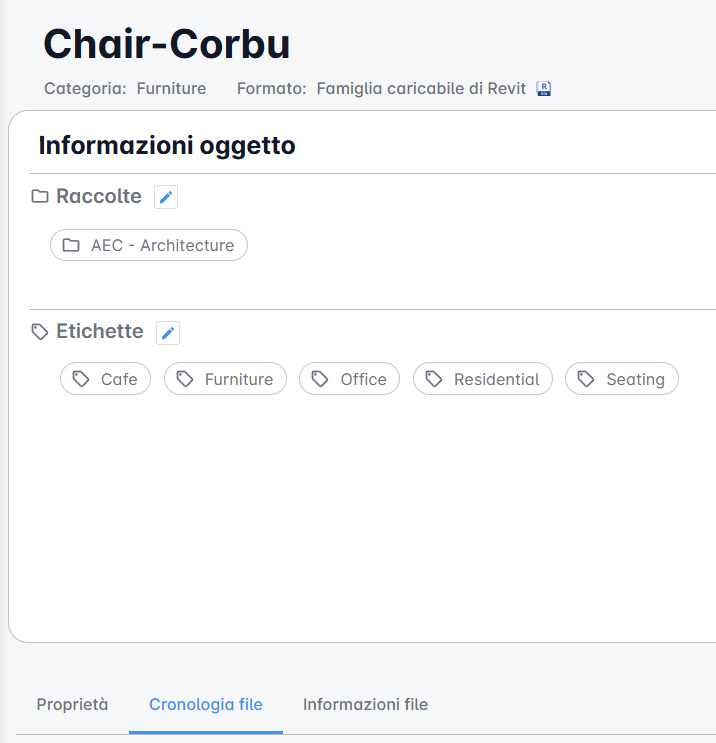 Chair-Corbu
Categoria: Furniture Formato: Famiglia caricabile di Revit
Informazioni oggetto
Raccolte
AEC - Architecture
Etichette
Cafe Furniture Office Residential Seating
Proprietà Cronologia file Informazioni file